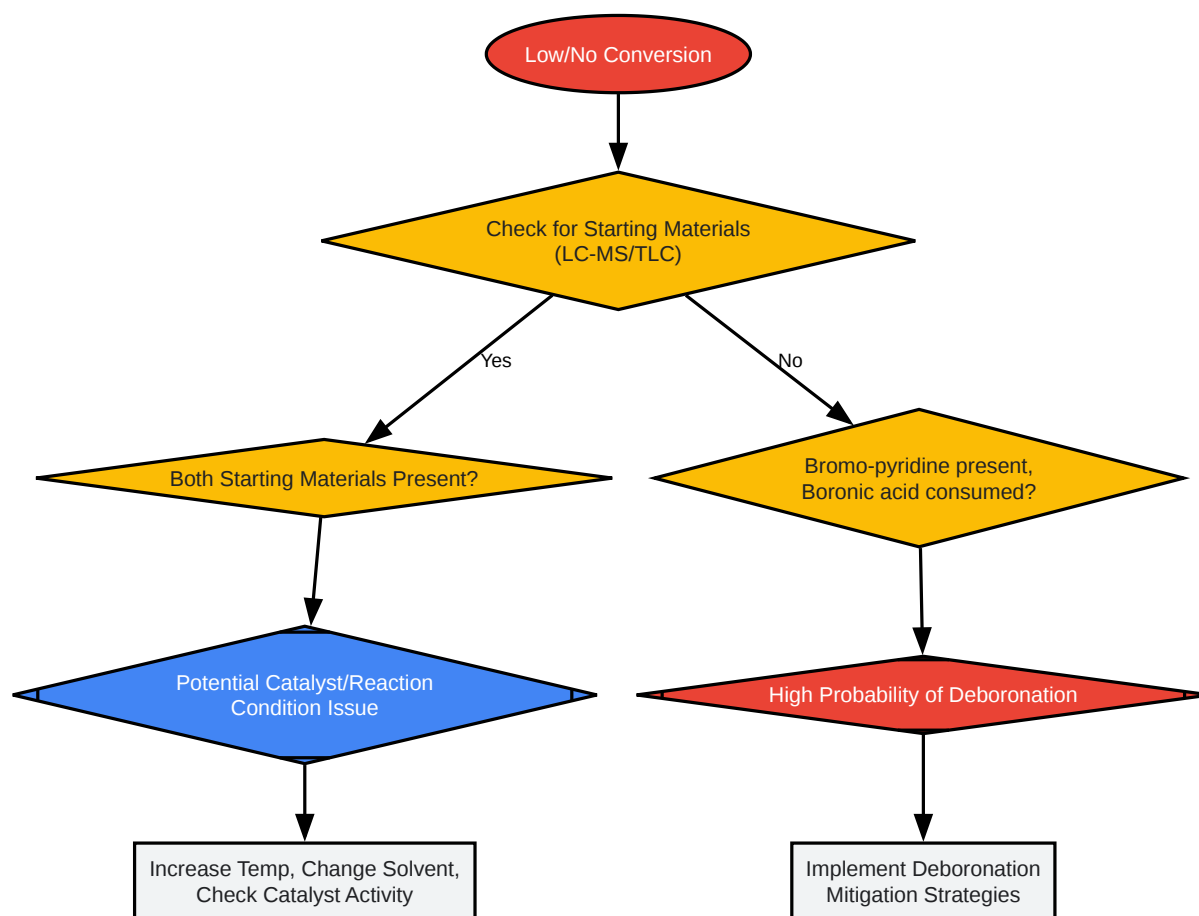 Low/No Conversion
Check for Starting Materials
(LC-MS/TLC)
Yes
No
Both Starting Materials Present?
Bromo-pyridine present,
Boronic acid consumed?
Potential Catalyst/Reaction
Condition Issue
High Probability of Deboronation
Increase Temp, Change Solvent,
Check Catalyst Activity
Implement Deboronation
Mitigation Strategies